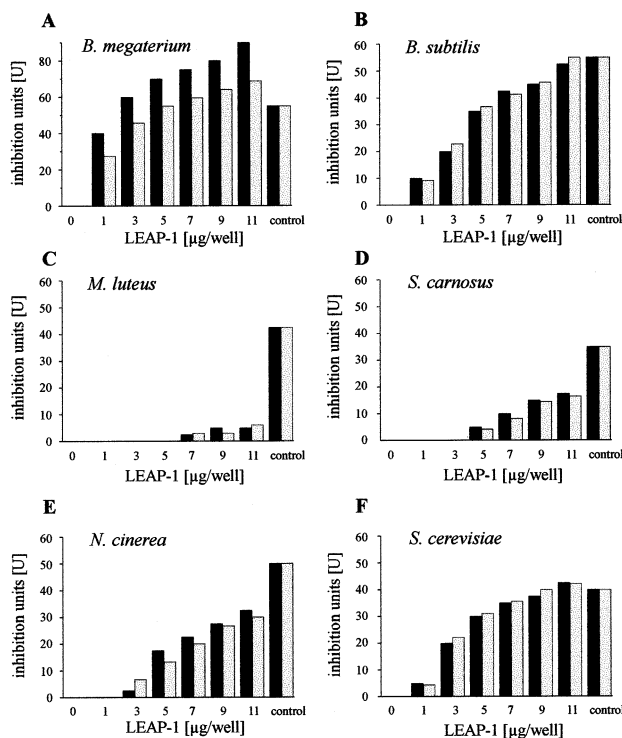 A
B. megaterium
inhibition units [U]
80
60
40
20
0
0 1 3 5 7 9 11 control
LEAP-1 [µg/well]
B
B. subtilis
inhibition units [U]
60
50
40
30
20
10
0
0 1 3 5 7 9 11 control
LEAP-1 [µg/well]
C
M. luteus
inhibition units [U]
60
50
40
30
20
10
0
0 1 3 5 7 9 11 control
LEAP-1 [µg/well]
D
S. carnosus
inhibition units [U]
60
50
40
30
20
10
0
0 1 3 5 7 9 11 control
LEAP-1 [µg/well]
E
N. cinerea
inhibition units [U]
60
50
40
30
20
10
0
0 1 3 5 7 9 11 control
LEAP-1 [µg/well]
F
S. cerevisiae
inhibition units [U]
60
50
40
30
20
10
0
0 1 3 5 7 9 11 control
LEAP-1 [µg/well]